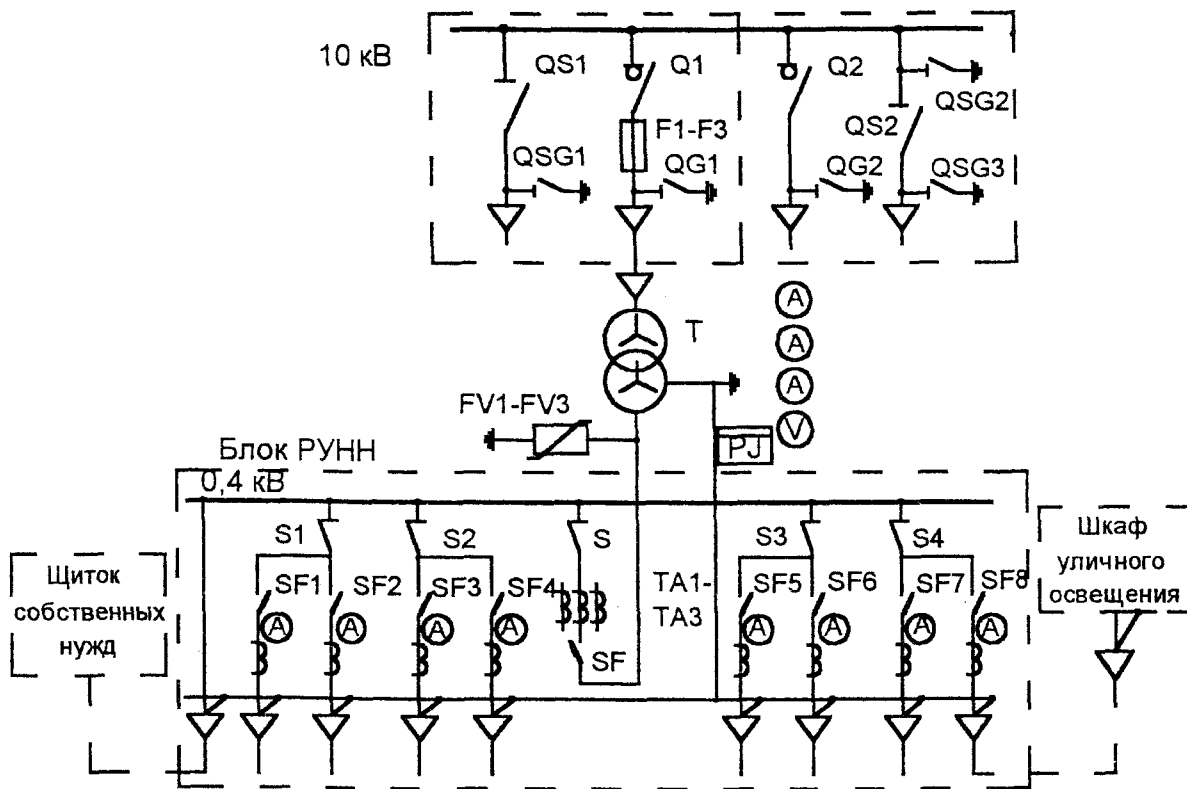 10 кВ
QS1
Q1
Q2
QSG2
QS2
F1-F3
QSG1
QG1
QG2
QSG3
T
A
A
A
V
FV1-FV3
PJ
Блок РУНН
0,4 кВ
S1
S2
S
S3
S4
Шкаф
уличного
освещения
Щиток
собственных
нужд
SF1
SF2
SF3
SF4
TA1-
TA3
SF5
SF6
SF7
SF8
A
A
A
A
A
A
A
A
SF